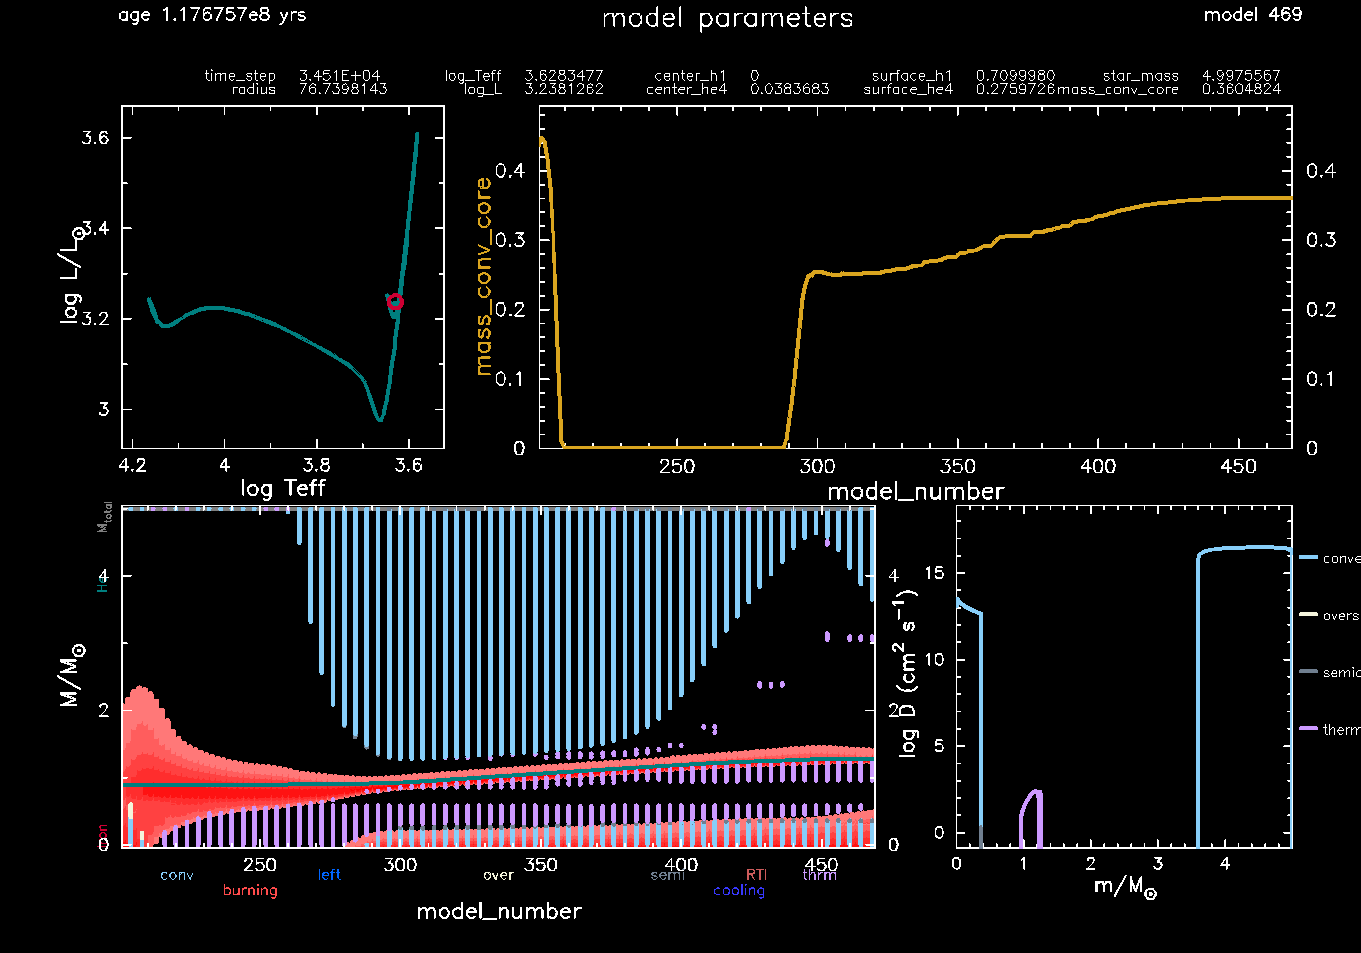 age 1.176757e8 yrs model parameters model 469
time_step 3.451E+04 log_Teff 3.6283477 center_h1 0 surface_h1 0.7099980 star_mass 4.9975567
radius 76.7398143 log_L 3.2381262 center_he4 0.0383683 surface_he4 0.2759726 mass_conv_core 0.3604824
log L/L⊙
3.6
3.4
3.2
3
4.2 4 3.8 3.6
log Teff
mass_conv_core
0.4 0.4
0.3 0.3
0.2 0.2
0.1 0.1
0 0
250 300 350 400 450
model_number
M/M⊙
Mtotal
He
4 4
2 2
0 0
250 300 350 400 450
conv left over semi RTI thrm
burning cooling
model_number
log D (cm² s⁻¹)
15
10
5
0
0 1 2 3 4
m/M⊙
conve
overs
semic
therm